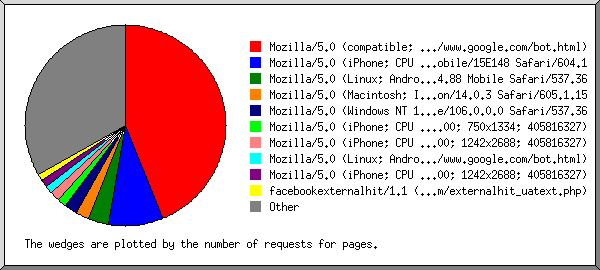 Mozilla/5.0 (compatible; .../www.google.com/bot.html)
Mozilla/5.0 (iPhone; CPU ...obile/15E148 Safari/604.1
Mozilla/5.0 (Linux; Andro...4.88 Mobile Safari/537.36
Mozilla/5.0 (Macintosh; I...on/14.0.3 Safari/605.1.15
Mozilla/5.0 (Windows NT 1...e/106.0.0.0 Safari/537.36
Mozilla/5.0 (iPhone; CPU ....00; 750x1334; 405816327)
Mozilla/5.0 (iPhone; CPU ...00; 1242x2688; 405816327)
Mozilla/5.0 (Linux; Andro...www.google.com/bot.html)
Mozilla/5.0 (iPhone; CPU ...00; 1242x2688; 405816327)
facebookexternalhit/1.1 (...m/externalhit_uatext.php)
Other
The wedges are plotted by the number of requests for pages.